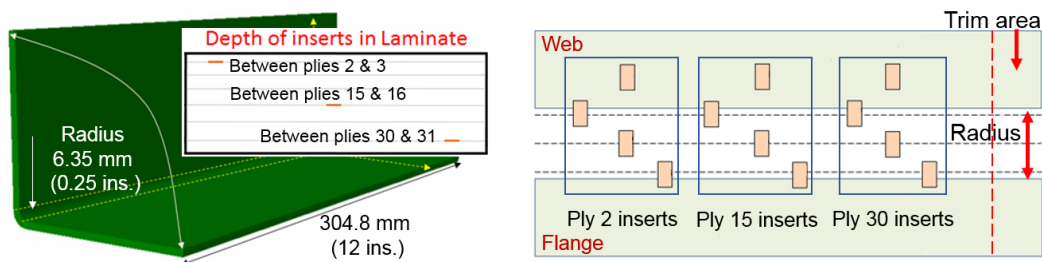 Depth of inserts in Laminate
Between plies 2 & 3
Between plies 15 & 16
Between plies 30 & 31
Radius
6.35 mm
(0.25 ins.)
304.8 mm
(12 ins.)
Trim area
Web
Radius
Ply 2 inserts
Ply 15 inserts
Ply 30 inserts
Flange